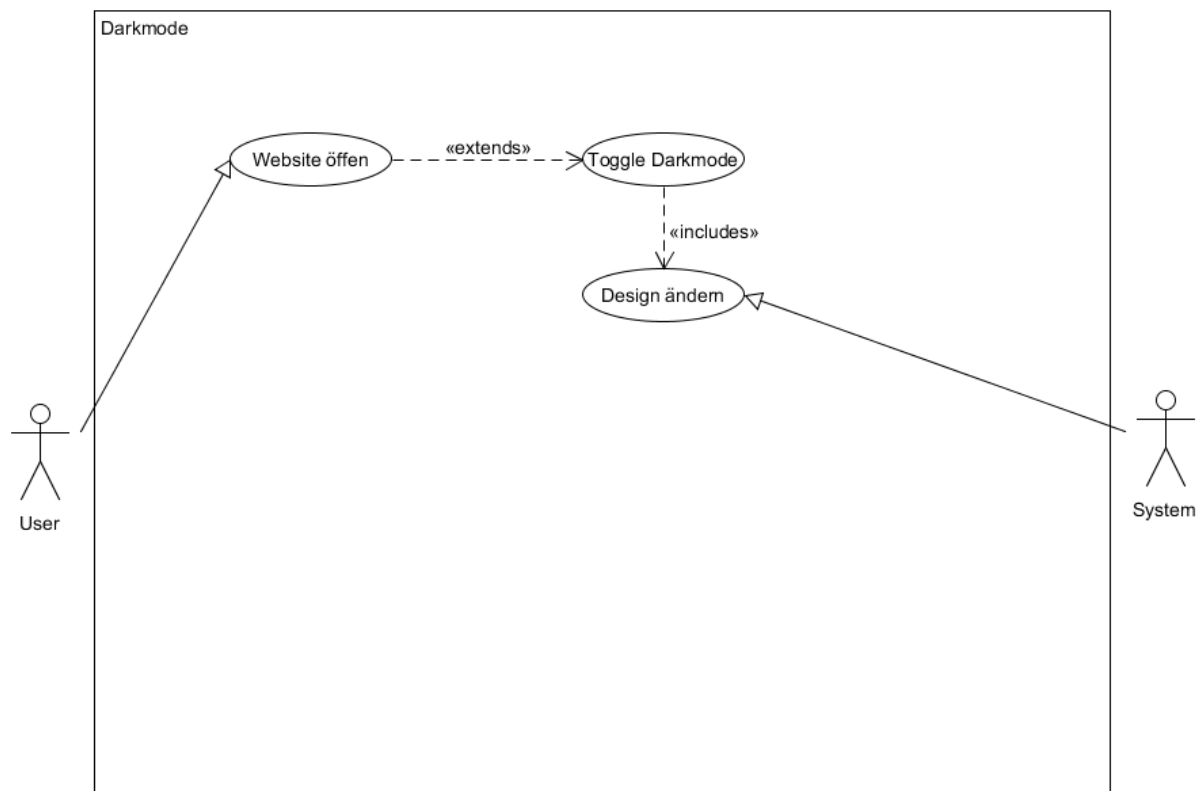 Darkmode
Website öffen
«extends»
Toggle Darkmode
«includes»
Design ändern
User
System